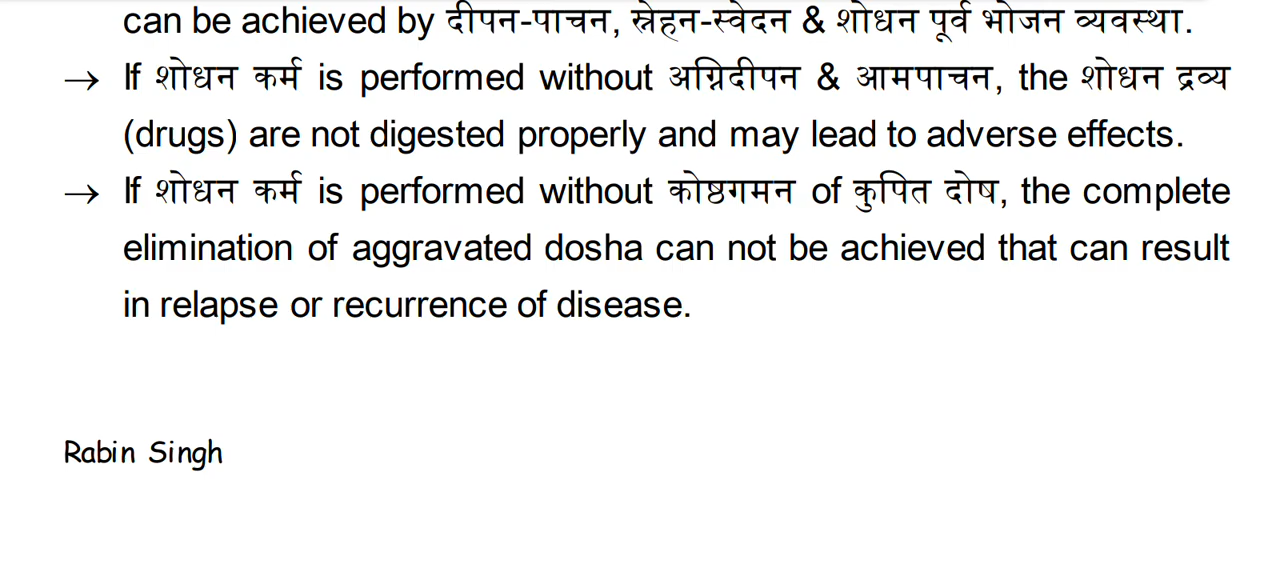 can be achieved by दीपन-पाचन, स्नेहन-स्वेदन & शोधन पूर्व भोजन व्यवस्था.
→ If शोधन कर्म is performed without अग्निदीपन & आमपाचन, the शोधन द्रव्य
(drugs) are not digested properly and may lead to adverse effects.
→ If शोधन कर्म is performed without कोष्ठगमन of कुपित दोष, the complete
elimination of aggravated dosha can not be achieved that can result
in relapse or recurrence of disease.
Rabin Singh